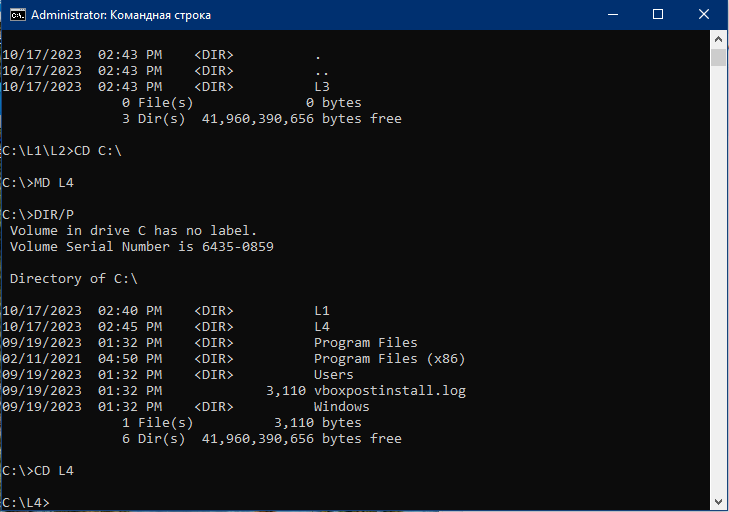 Administrator: Командная строка
10/17/2023  02:43 PM    <DIR>          .
10/17/2023  02:43 PM    <DIR>          ..
10/17/2023  02:43 PM    <DIR>          L3
               0 File(s)              0 bytes
               3 Dir(s)  41,960,390,656 bytes free
C:\L1\L2>CD C:\
C:\>MD L4
C:\>DIR/P
 Volume in drive C has no label.
 Volume Serial Number is 6435-0859
 Directory of C:\
10/17/2023  02:40 PM    <DIR>          L1
10/17/2023  02:45 PM    <DIR>          L4
09/19/2023  01:32 PM    <DIR>          Program Files
02/11/2021  04:50 PM    <DIR>          Program Files (x86)
09/19/2023  01:32 PM    <DIR>          Users
09/19/2023  01:32 PM             3,110 vboxpostinstall.log
09/19/2023  01:32 PM    <DIR>          Windows
               1 File(s)          3,110 bytes
               6 Dir(s)  41,960,390,656 bytes free
C:\>CD L4
C:\L4>